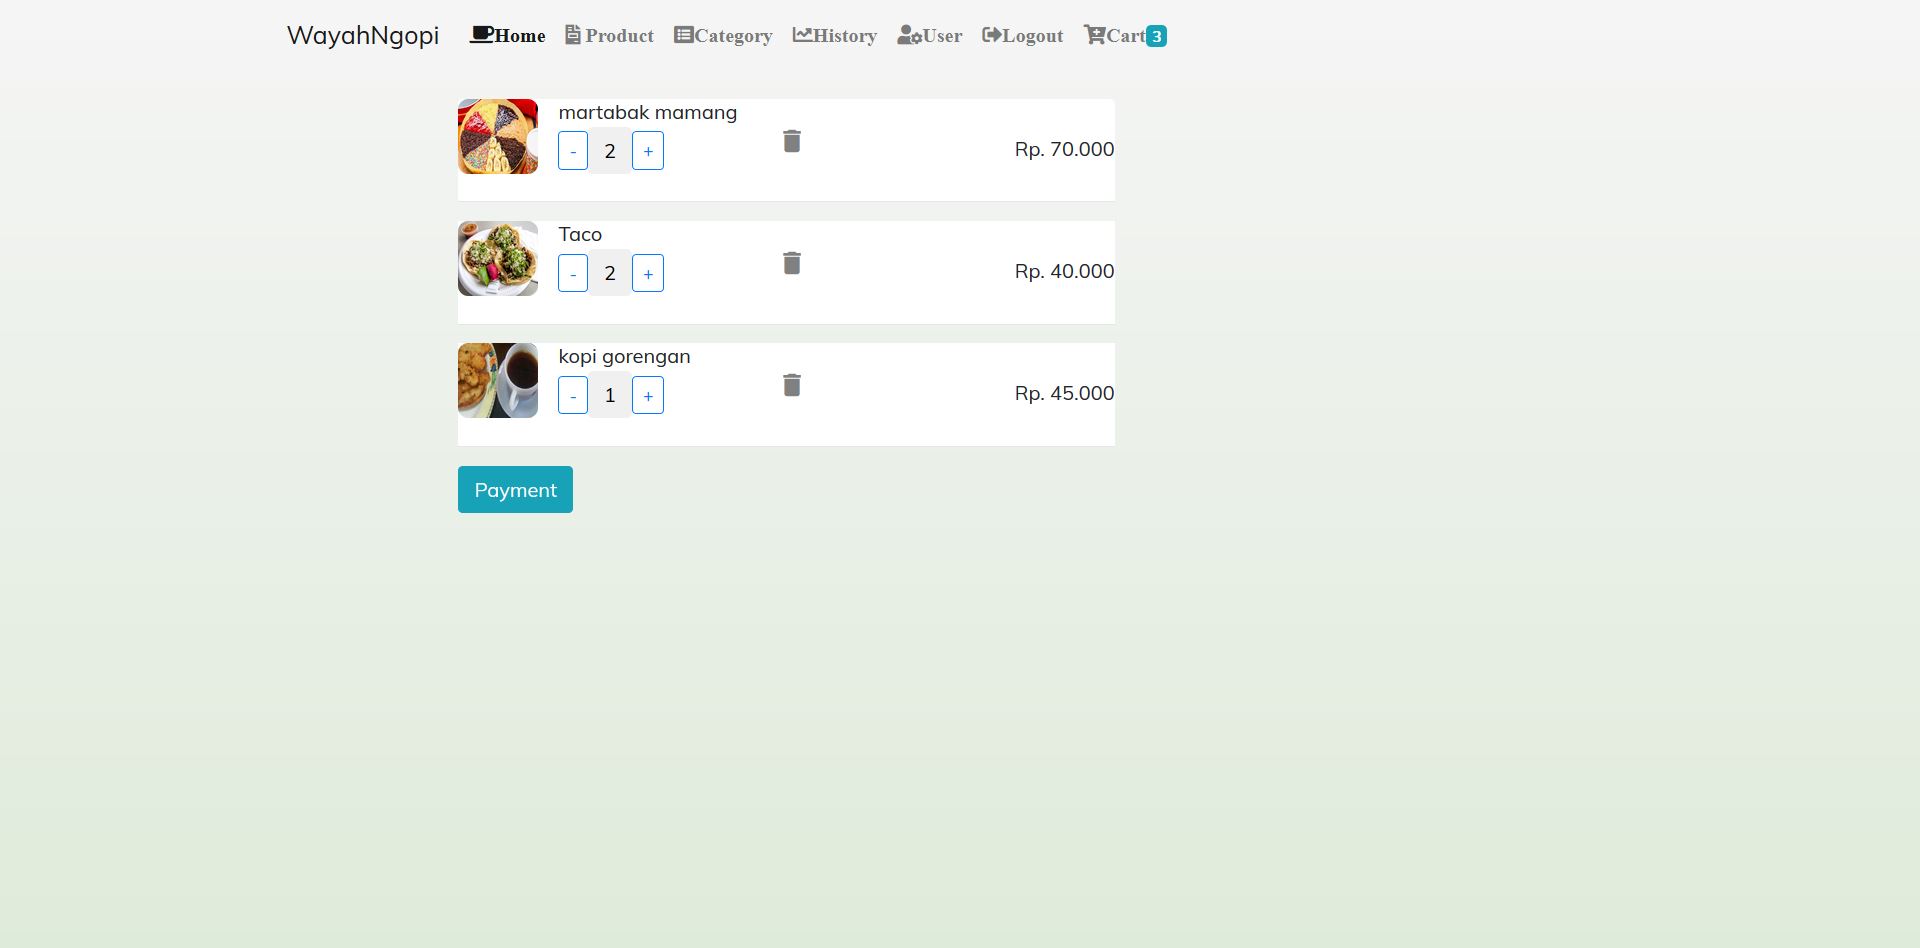 WayahNgopi Home Product Category History User Logout Cart 3
martabak mamang
- 2 +
Rp. 70.000
Taco
- 2 +
Rp. 40.000
kopi gorengan
- 1 +
Rp. 45.000
Payment